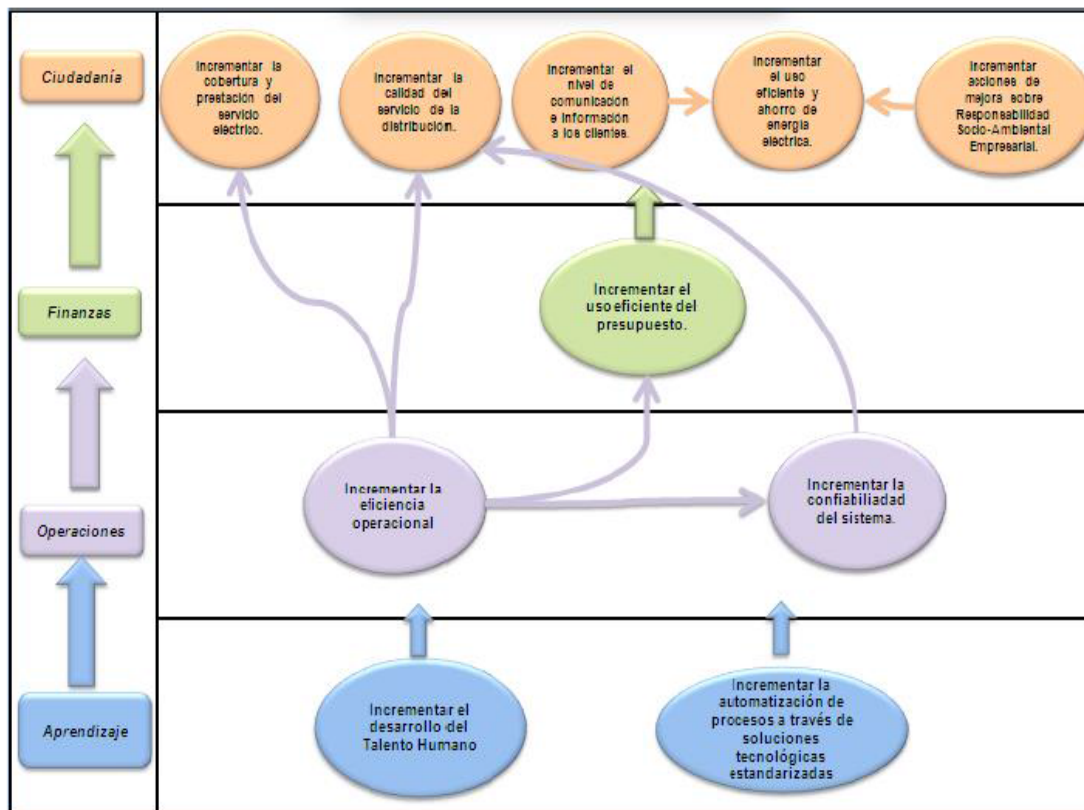 Ciudadanía
Incrementar la
cobertura y
prestación del
servicio
eléctrico.
Incrementar la
calidad del
servicio de la
distribución.
Incrementar el
nivel de
comunicación
e información
a los clientes.
Incrementar
el uso
eficiente y
ahorro de
energía
eléctrica.
Incrementar
acciones de
mejora sobre
Responsabilidad
Socio-Ambiental
Empresarial.
Finanzas
Incrementar el
uso eficiente del
presupuesto.
Operaciones
Incrementar la
eficiencia
operacional
Incrementar la
confiabiliadad
del sistema.
Aprendizaje
Incrementar el
desarrollo del
Talento Humano
Incrementar la
automatización de
procesos a través de
soluciones
tecnológicas
estandarizadas